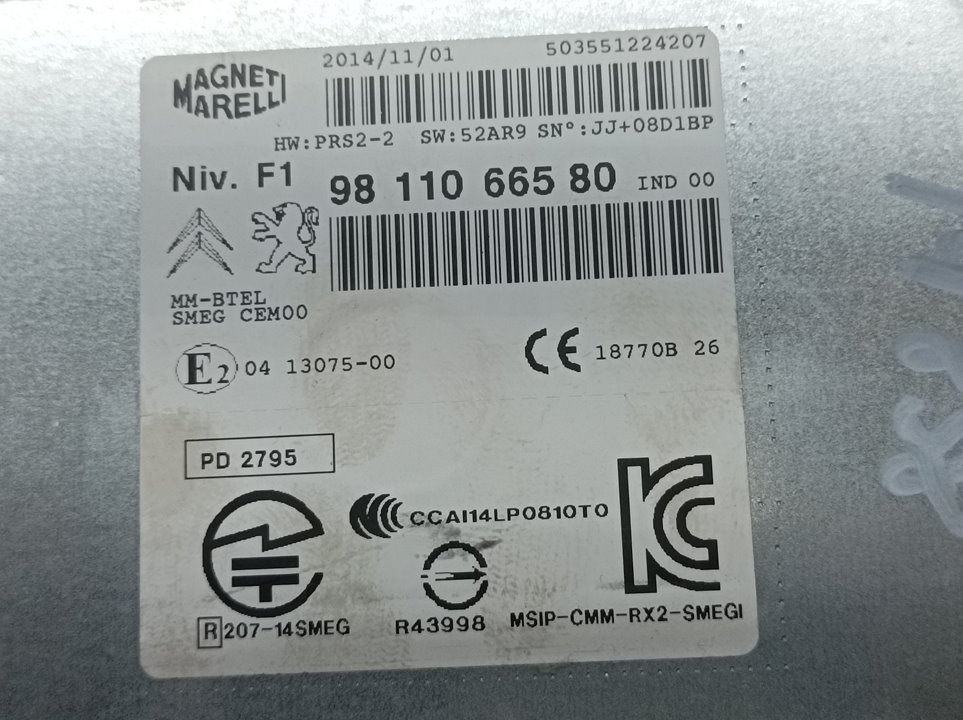 MAGNETI
MARELLI
2014/11/01 503551224207
HW:PRS2-2 SW:52AR9 SN°:JJ+08D1BP
Niv. F1
98 110 665 80 IND 00
MM-BTEL
SMEG CEM00
E2 04 13075-00
CE 18770B 26
PD 2795
CCAI14LP0810T0
R 207-14SMEG
R43998
MSIP-CMM-RX2-SMEGI